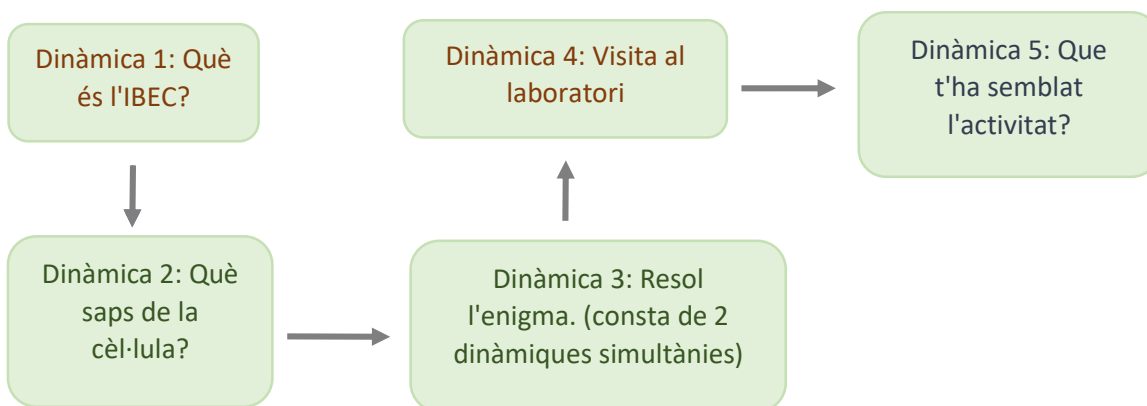 Dinàmica 1: Què
és l'IBEC?
Dinàmica 2: Què
saps de la
cèl·lula?
Dinàmica 3: Resol
l'enigma. (consta de 2
dinàmiques simultànies)
Dinàmica 4: Visita al
laboratori
Dinàmica 5: Que
t'ha semblat
l'activitat?